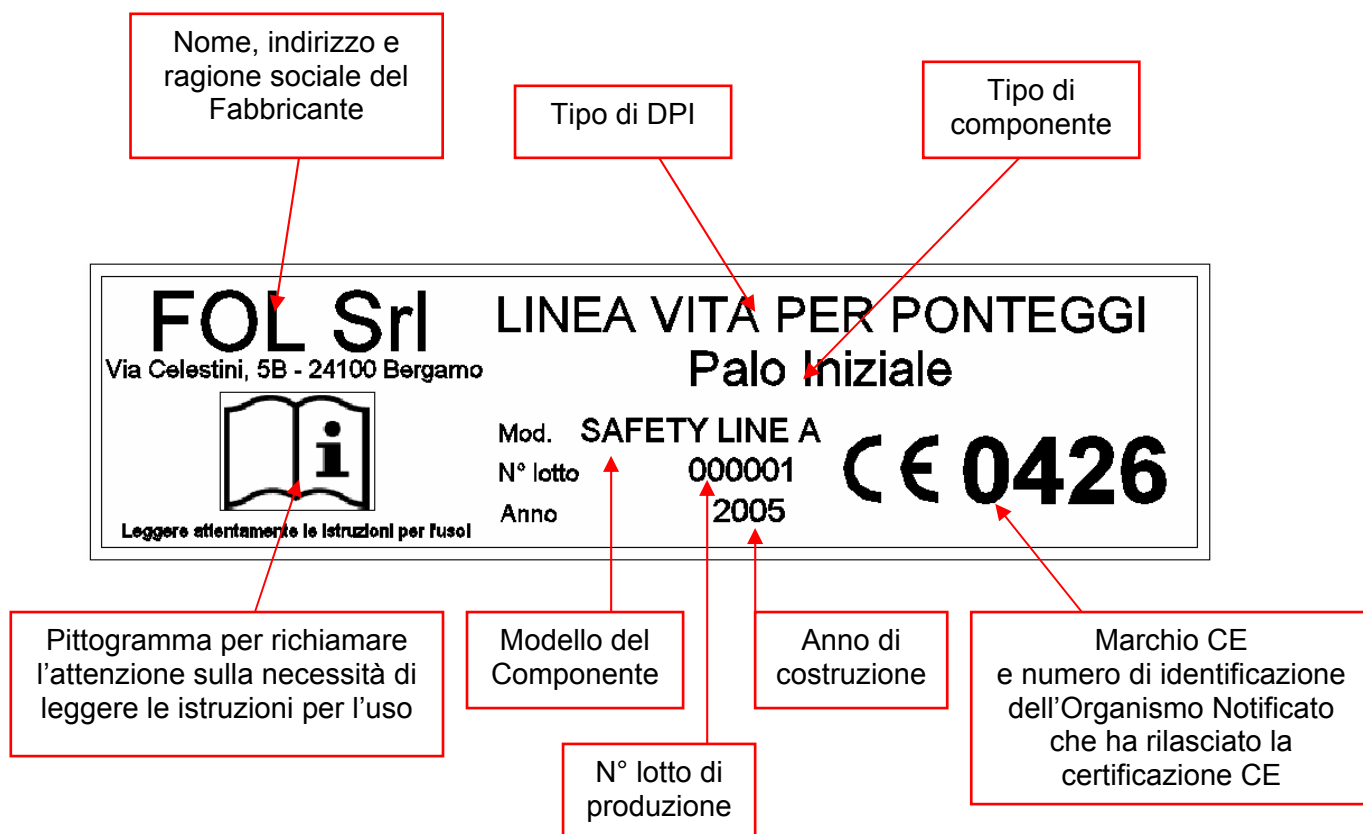 Nome, indirizzo e
ragione sociale del
Fabbricante
Tipo di DPI
Tipo di
componente
FOL Srl
Via Celestini, 5B - 24100 Bergamo
Leggere attentamente le istruzioni per l'uso!
LINEA VITA PER PONTEGGI
Palo Iniziale
Mod. SAFETY LINE A
N° lotto 000001
Anno 2005
CE 0426
Pittogramma per richiamare
l’attenzione sulla necessità di
leggere le istruzioni per l’uso
Modello del
Componente
N° lotto di
produzione
Anno di
costruzione
Marchio CE
e numero di identificazione
dell’Organismo Notificato
che ha rilasciato la
certificazione CE